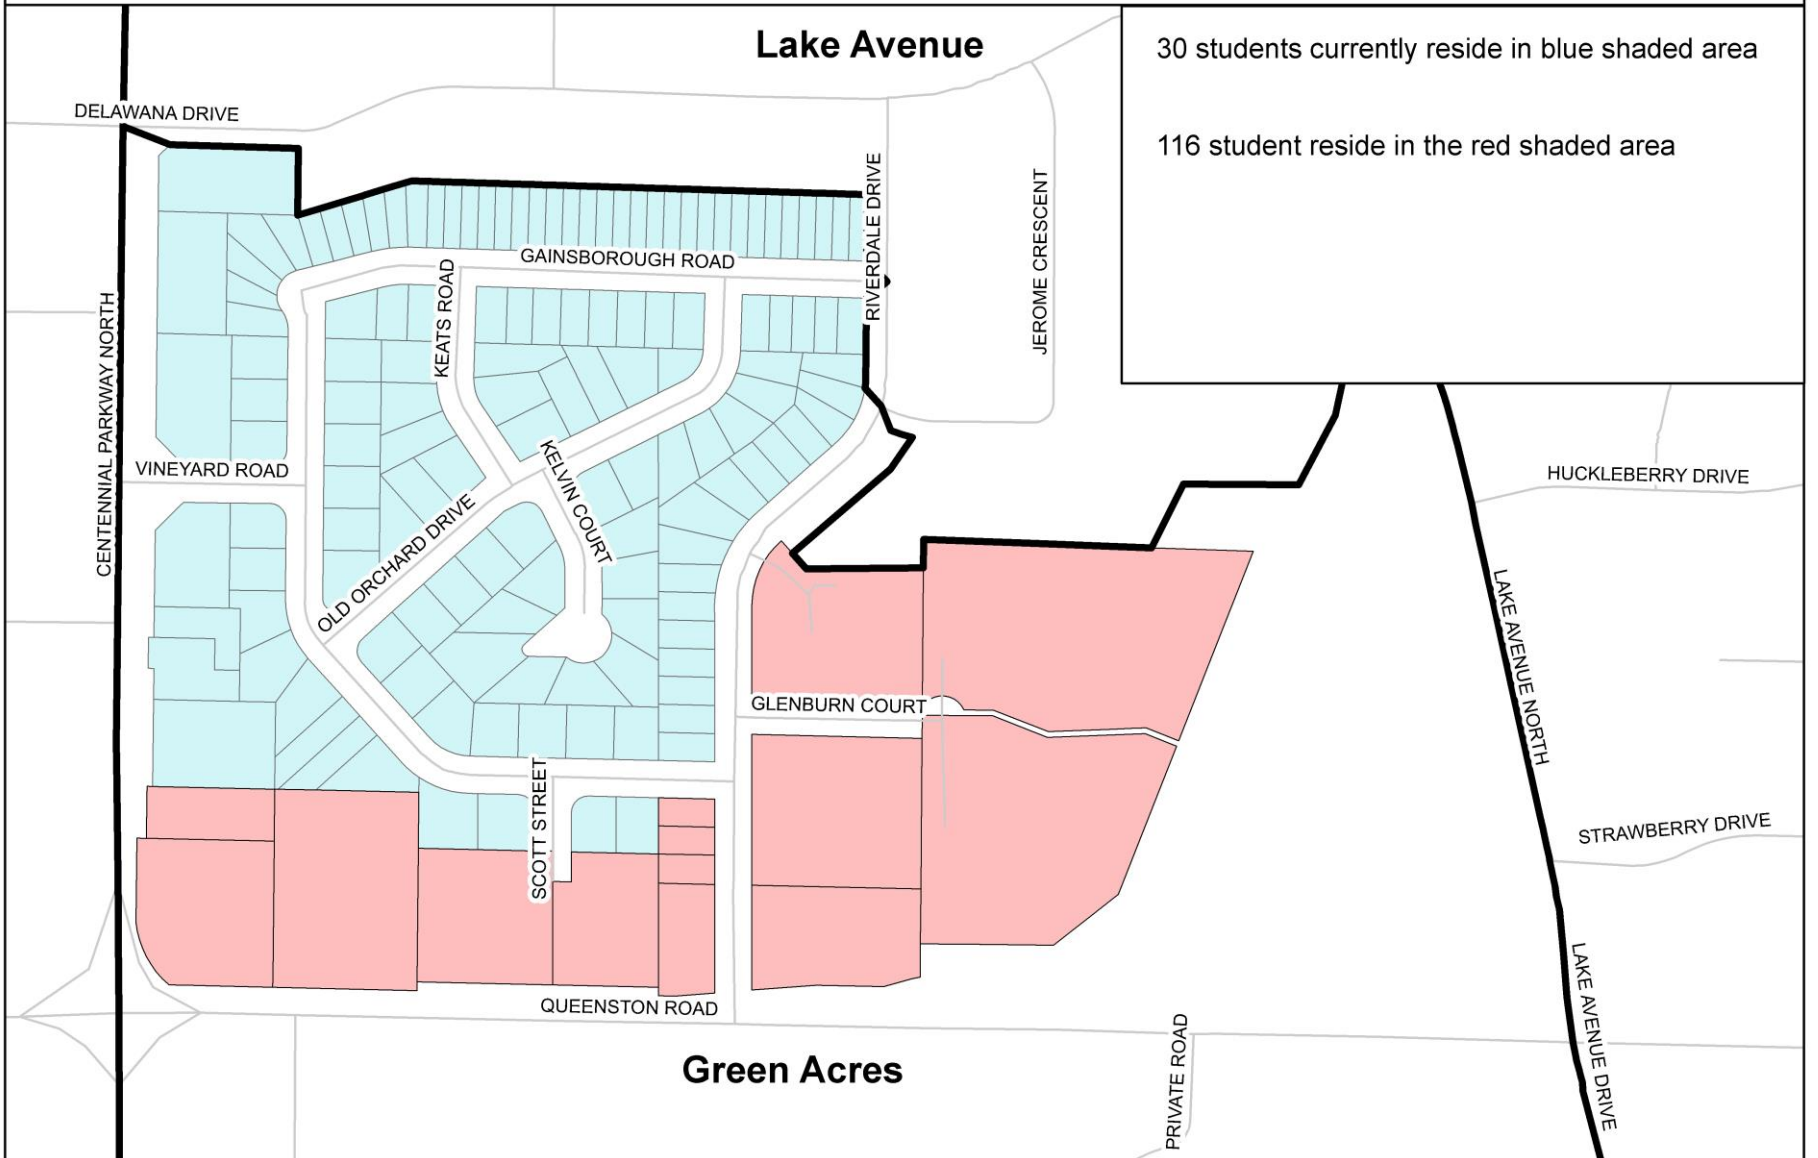 Lake Avenue
30 students currently reside in blue shaded area
116 student reside in the red shaded area
DELAWANA DRIVE
RIVERDALE DRIVE
JEROME CRESCENT
GAINSBOROUGH ROAD
KEATS ROAD
CENTENNIAL PARKWAY NORTH
VINEYARD ROAD
KELVIN COURT
OLD ORCHARD DRIVE
HUCKLEBERRY DRIVE
LAKE AVENUE NORTH
GLENBURN COURT
SCOTT STREET
STRAWBERRY DRIVE
QUEENSTON ROAD
Green Acres
PRIVATE ROAD
LAKE AVENUE DRIVE